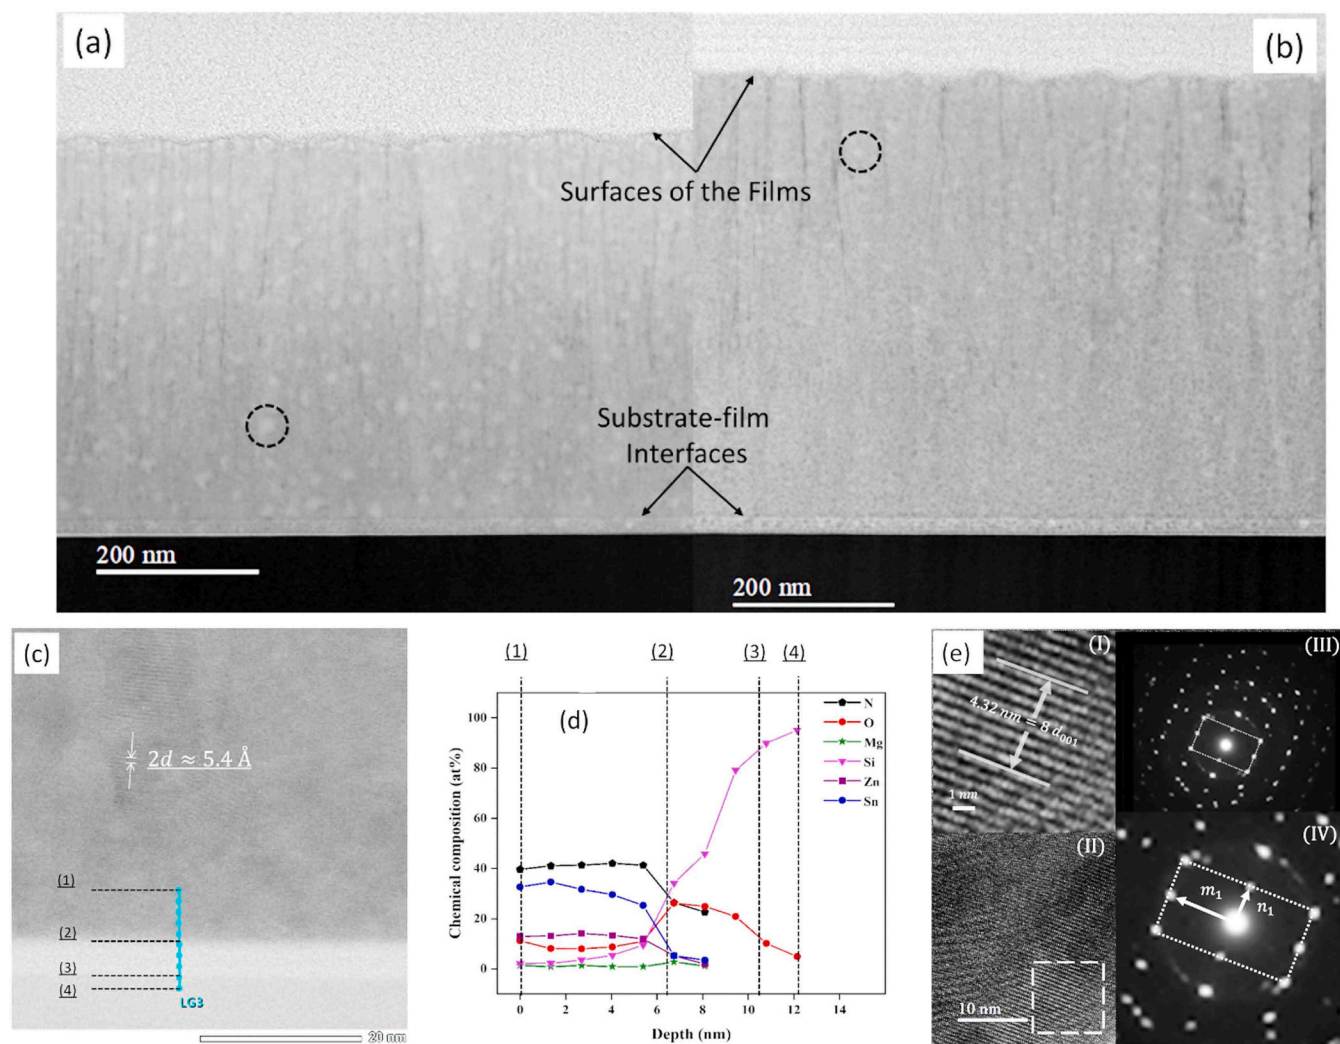 (a)
(b)
Surfaces of the Films
Substrate-film
Interfaces
200 nm
200 nm
(c)
2d ≈ 5.4 Å
(1)
(2)
(3)
(4)
LG3
20 nm
(1)
(2)
(3)
(4)
(d)
N
O
Mg
Si
Zn
Sn
Chemical composition (at%)
100
80
60
40
20
0
0 2 4 6 8 10 12 14
Depth (nm)
(e)
(I)
4.32 nm = 8 d₀₀₁
1 nm
(II)
10 nm
(III)
(IV)
m₁
n₁